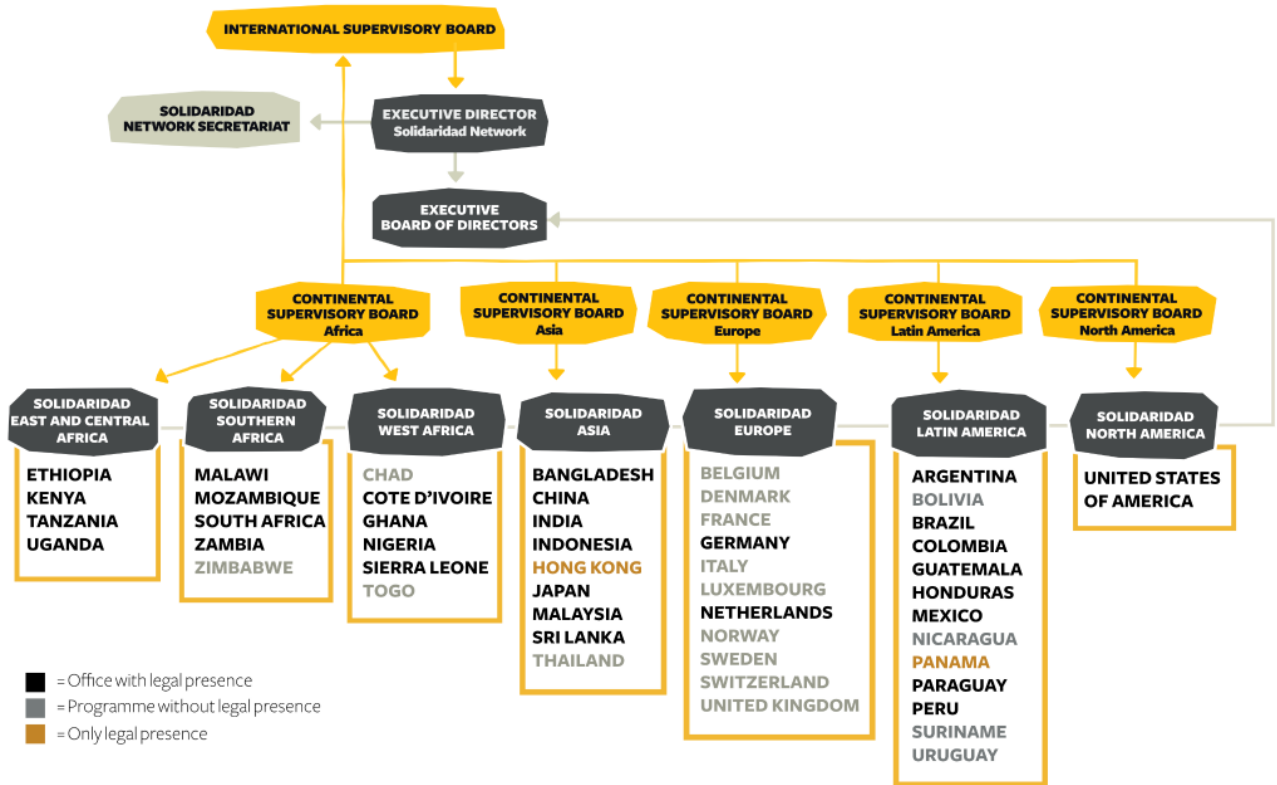 INTERNATIONAL SUPERVISORY BOARD
SOLIDARIDAD
NETWORK SECRETARIAT
EXECUTIVE DIRECTOR
Solidaridad Network
EXECUTIVE
BOARD OF DIRECTORS
CONTINENTAL
SUPERVISORY BOARD
Africa
CONTINENTAL
SUPERVISORY BOARD
Asia
CONTINENTAL
SUPERVISORY BOARD
Europe
CONTINENTAL
SUPERVISORY BOARD
Latin America
CONTINENTAL
SUPERVISORY BOARD
North America
SOLIDARIDAD
EAST AND CENTRAL
AFRICA
ETHIOPIA
KENYA
TANZANIA
UGANDA
SOLIDARIDAD
SOUTHERN
AFRICA
MALAWI
MOZAMBIQUE
SOUTH AFRICA
ZAMBIA
ZIMBABWE
SOLIDARIDAD
WEST AFRICA
CHAD
COTE D'IVOIRE
GHANA
NIGERIA
SIERRA LEONE
TOGO
SOLIDARIDAD
ASIA
BANGLADESH
CHINA
INDIA
INDONESIA
HONG KONG
JAPAN
MALAYSIA
SRI LANKA
THAILAND
SOLIDARIDAD
EUROPE
BELGIUM
DENMARK
FRANCE
GERMANY
ITALY
LUXEMBOURG
NETHERLANDS
NORWAY
SWEDEN
SWITZERLAND
UNITED KINGDOM
SOLIDARIDAD
LATIN AMERICA
ARGENTINA
BOLIVIA
BRAZIL
COLOMBIA
GUATEMALA
HONDURAS
MEXICO
NICARAGUA
PANAMA
PARAGUAY
PERU
SURINAME
URUGUAY
SOLIDARIDAD
NORTH AMERICA
UNITED STATES
OF AMERICA
= Office with legal presence
= Programme without legal presence
= Only legal presence